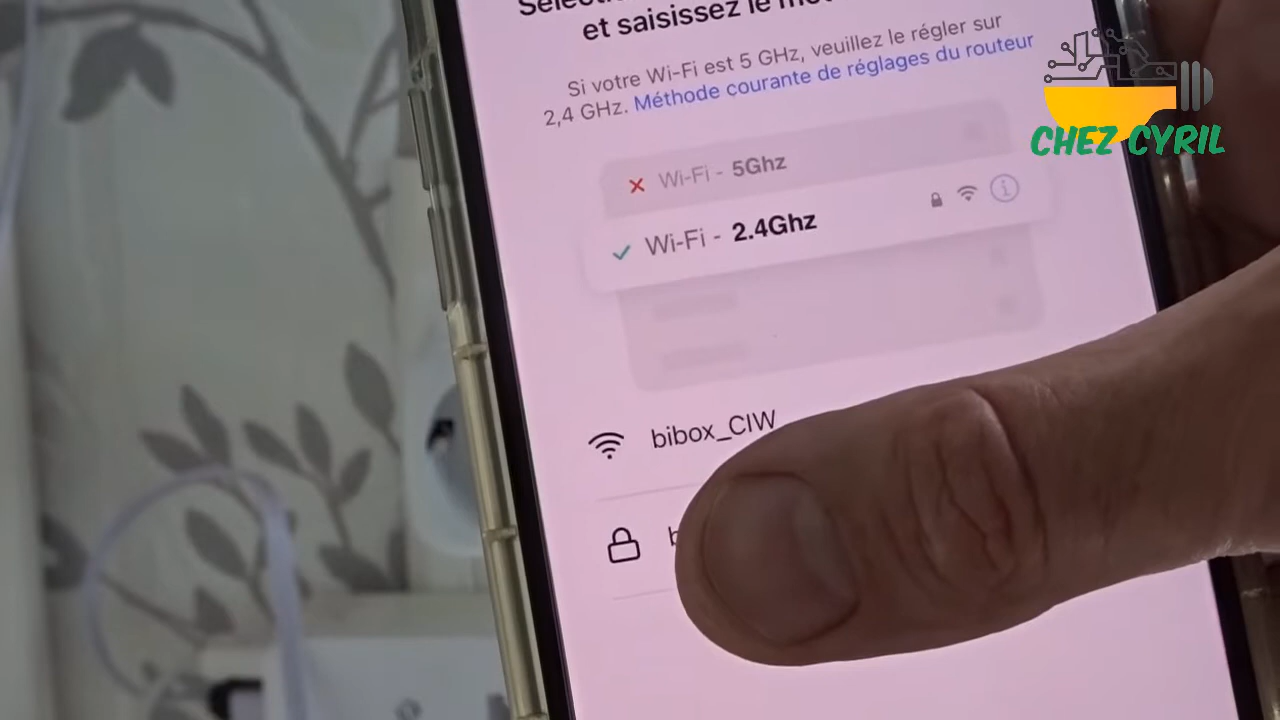 et saisissez le
Si votre Wi-Fi est 5 GHz, veuillez le régler sur
2,4 GHz. Méthode courante de réglages du routeur
Wi-Fi - 5Ghz
Wi-Fi - 2.4Ghz
bibox_CIW
CHEZ CYRIL